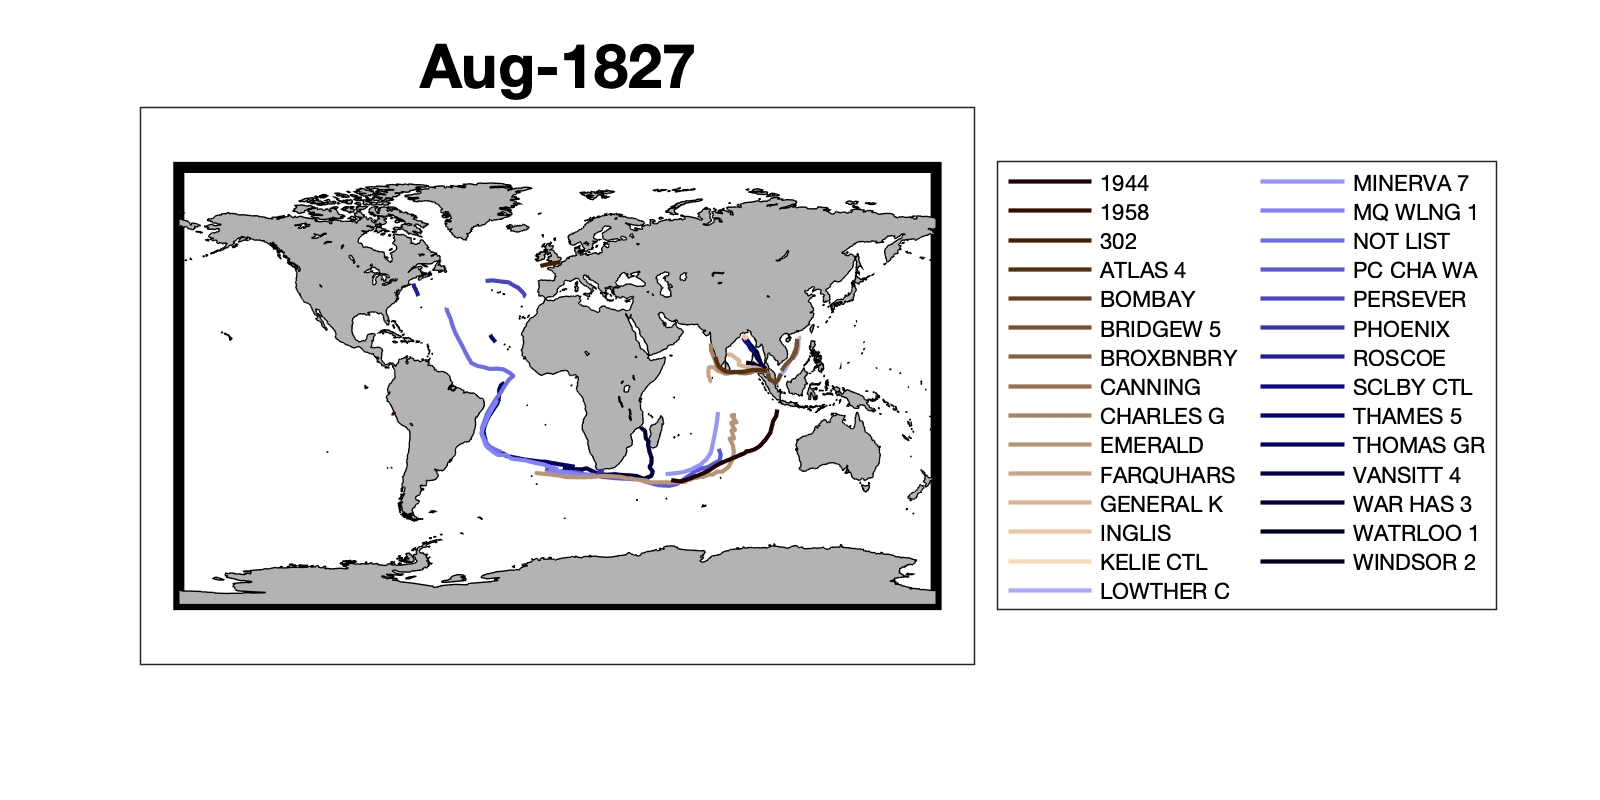 Aug-1827
1944
1958
302
ATLAS 4
BOMBAY
BRIDGEW 5
BROXBNBRY
CANNING
CHARLES G
EMERALD
FARQUHARS
GENERAL K
INGLIS
KELIE CTL
LOWTHER C
MINERVA 7
MQ WLNG 1
NOT LIST
PC CHA WA
PERSEVER
PHOENIX
ROSCOE
SCLBY CTL
THAMES 5
THOMAS GR
VANSITT 4
WAR HAS 3
WATRLOO 1
WINDSOR 2